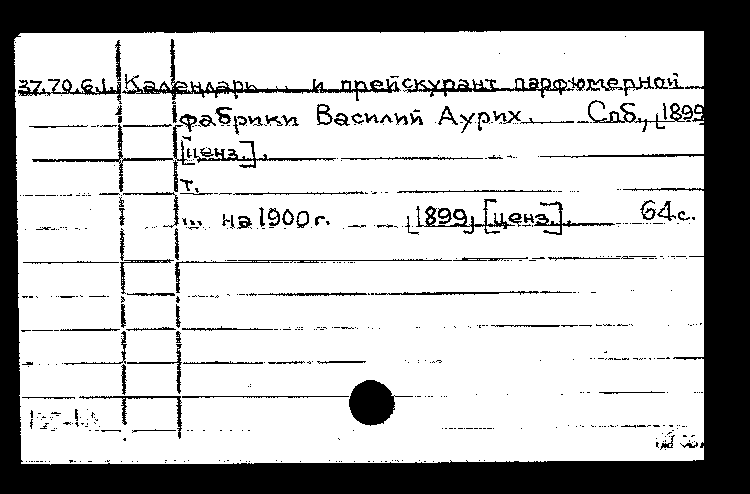 37.70.6.1. Календарь ... и прейскурант парфюмерной
фабрики Василий Аурих. Спб., [1899
[ценз.].
т.
... на 1900 г. [1899] [ценз.]. 64 с.